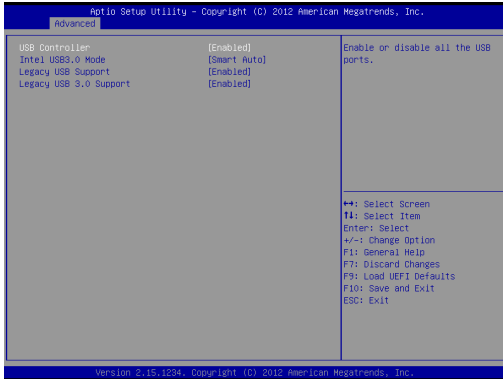 Aptio Setup Utility – Copyright (C) 2012 American Megatrends, Inc.
Advanced
USB Controller [Enabled]
Intel USB3.0 Mode [Smart Auto]
Legacy USB Support [Enabled]
Legacy USB 3.0 Support [Enabled]
Enable or disable all the USB
ports.
↔: Select Screen
↑↓: Select Item
Enter: Select
+/-: Change Option
F1: General Help
F7: Discard Changes
F9: Load UEFI Defaults
F10: Save and Exit
ESC: Exit
Version 2.15.1234. Copyright (C) 2012 American Megatrends, Inc.